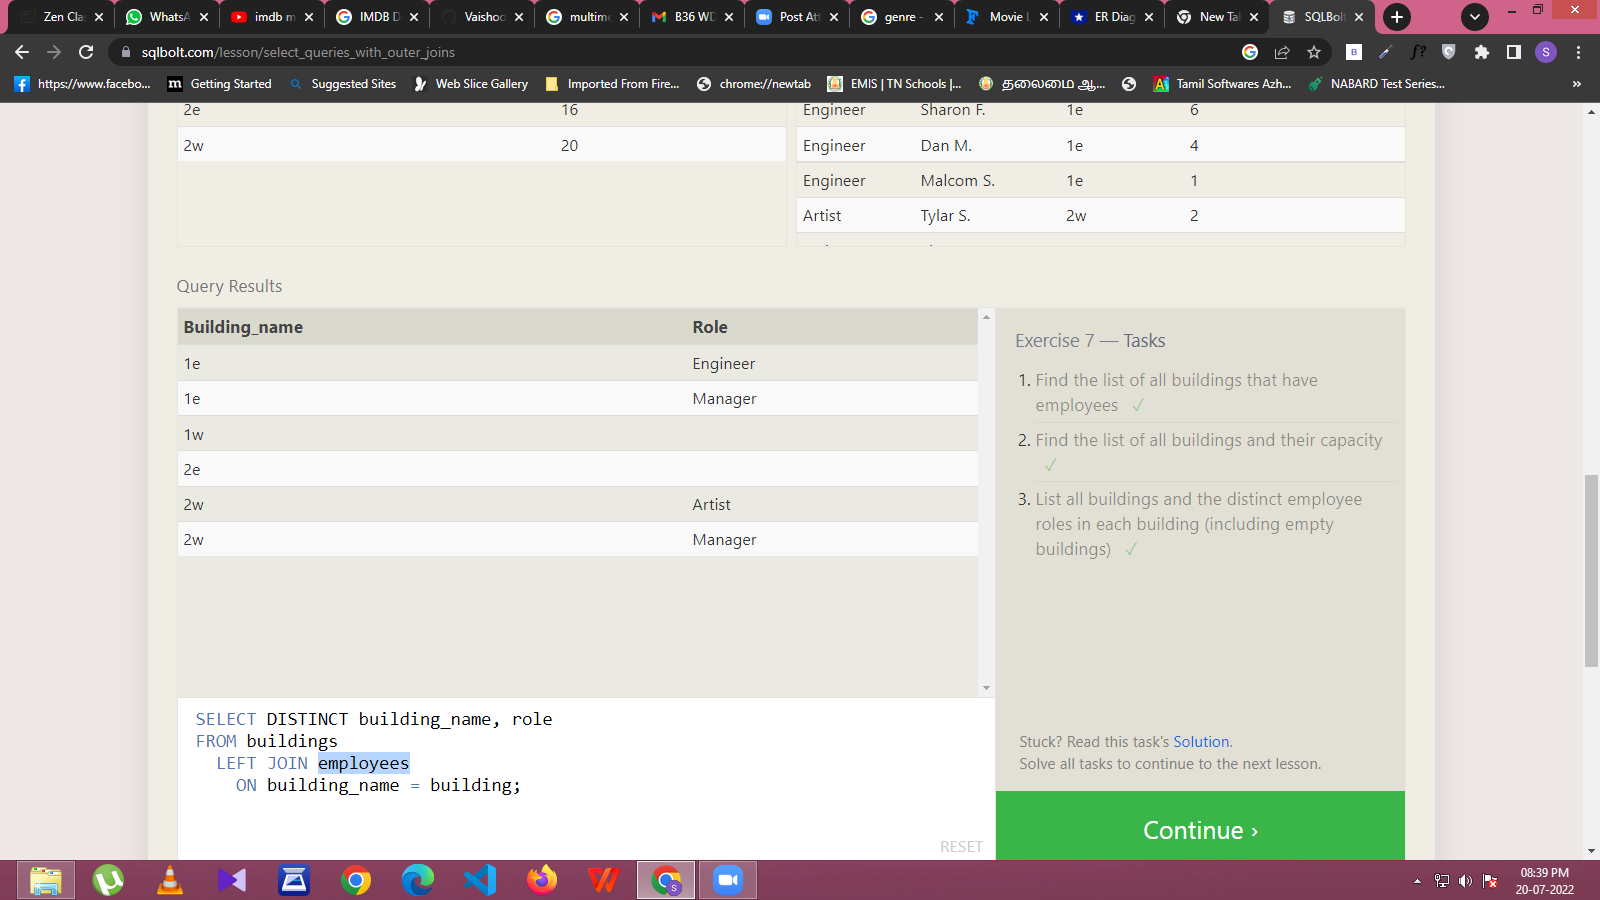 Zen Cla
WhatsA
imdb m
IMDB D
Vaishoo
multime
B36 WD
Post Att
genre -
Movie L
ER Diag
New Tab
SQLBolt
sqlbolt.com/lesson/select_queries_with_outer_joins
https://www.facebo...
Getting Started
Suggested Sites
Web Slice Gallery
Imported From Fire...
chrome://newtab
EMIS | TN Schools |...
தலைமை ஆ...
Tamil Softwares Azh...
NABARD Test Series...
»
2e 16
2w 20
Engineer Sharon F. 1e 6
Engineer Dan M. 1e 4
Engineer Malcom S. 1e 1
Artist Tylar S. 2w 2
Query Results
Building_name Role
1e Engineer
1e Manager
1w
2e
2w Artist
2w Manager
Exercise 7 — Tasks
1. Find the list of all buildings that have
employees ✓
2. Find the list of all buildings and their capacity
✓
3. List all buildings and the distinct employee
roles in each building (including empty
buildings) ✓
SELECT DISTINCT building_name, role
FROM buildings
LEFT JOIN employees
ON building_name = building;
RESET
Stuck? Read this task's Solution.
Solve all tasks to continue to the next lesson.
Continue ›
08:39 PM
20-07-2022